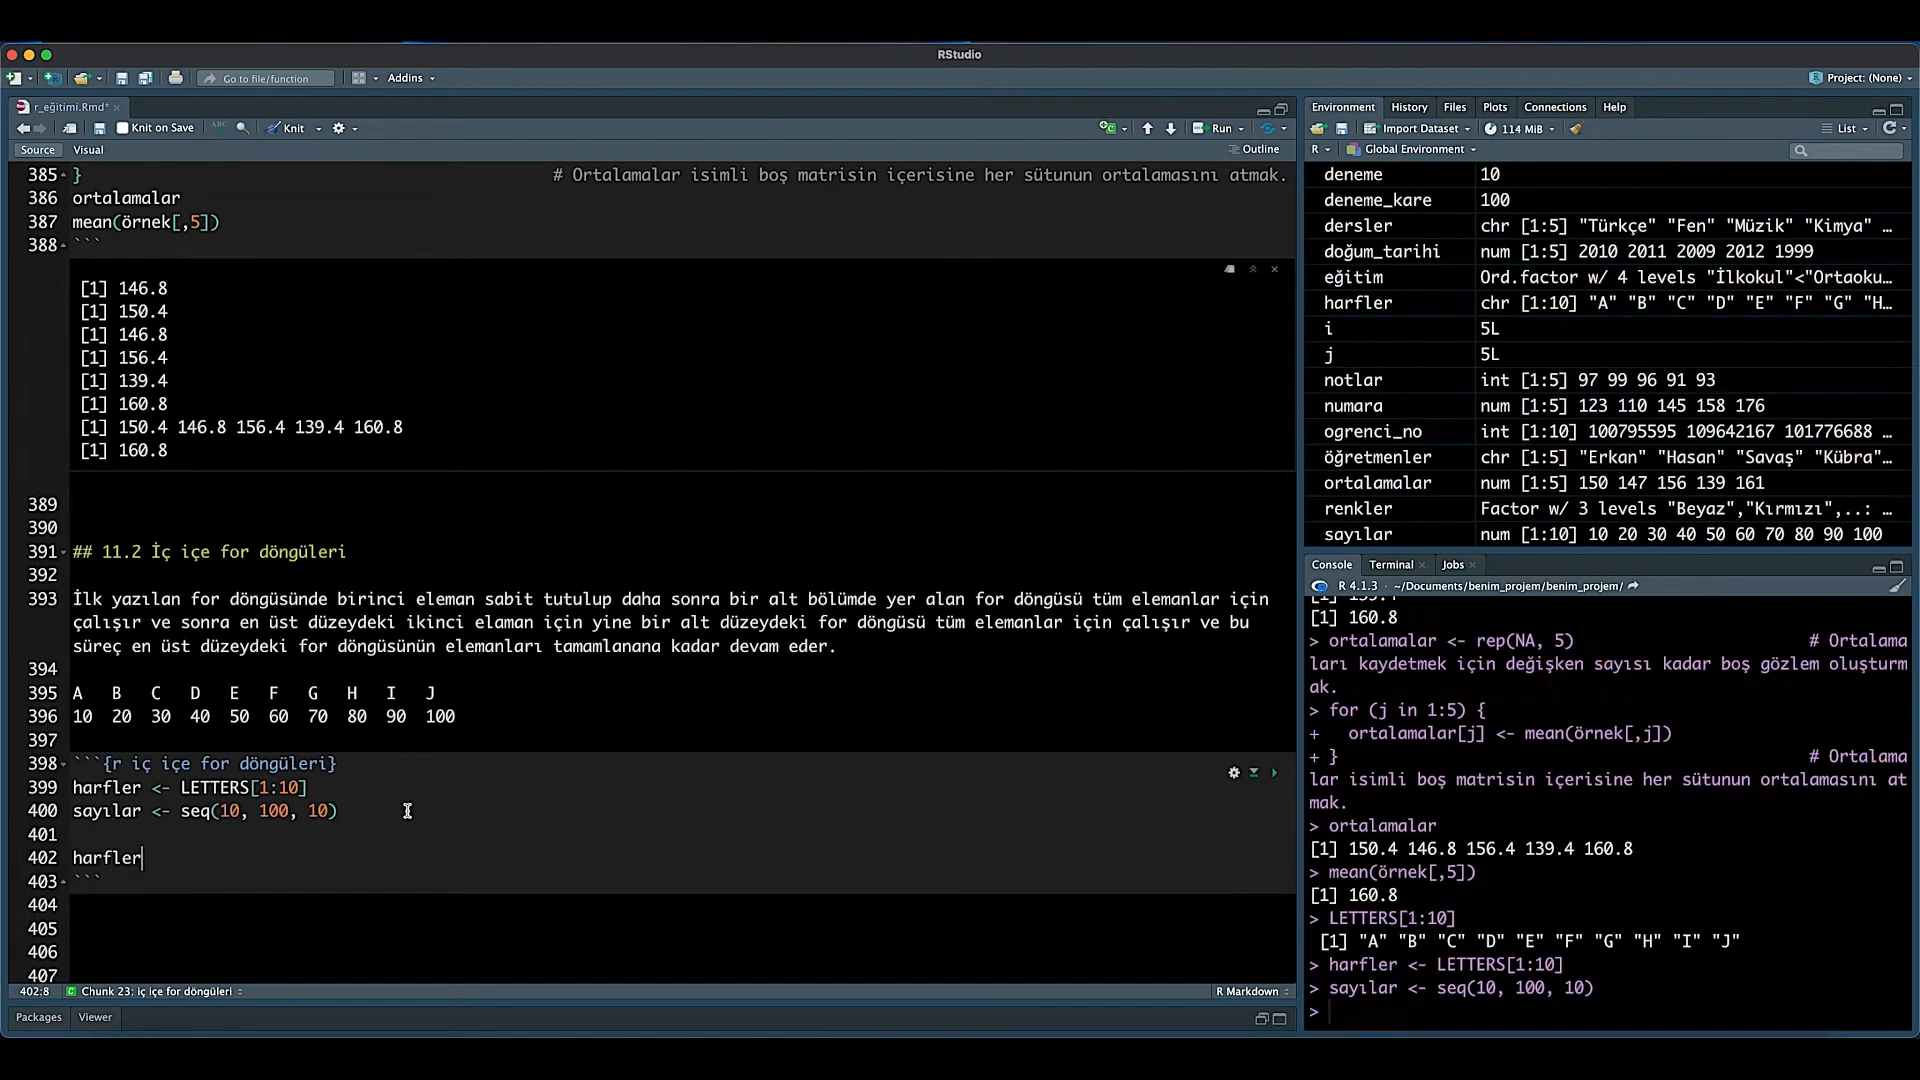 RStudio
Go to file/function
Addins
Project: (None)
r_eğitimi.Rmd*
Knit on Save
ABC
Knit
Run
Source
Visual
Outline
385 } # Ortalamalar isimli boş matrisin içerisine her sütunun ortalamasını atmak.
386 ortalamalar
387 mean(örnek[,5])
388 ```
[1] 146.8
[1] 150.4
[1] 146.8
[1] 156.4
[1] 139.4
[1] 160.8
[1] 150.4 146.8 156.4 139.4 160.8
[1] 160.8
389
390
391 ## 11.2 İç içe for döngüleri
392
393 İlk yazılan for döngüsünde birinci eleman sabit tutulup daha sonra bir alt bölümde yer alan for döngüsü tüm elemanlar için
çalışır ve sonra en üst düzeydeki ikinci elaman için yine bir alt düzeydeki for döngüsü tüm elemanlar için çalışır ve bu
süreç en üst düzeydeki for döngüsünün elemanları tamamlanana kadar devam eder.
394
395 A B C D E F G H I J
396 10 20 30 40 50 60 70 80 90 100
397
398 ```{r iç içe for döngüleri}
399 harfler <- LETTERS[1:10]
400 sayılar <- seq(10, 100, 10)
401
402 harfler
403 ```
404
405
406
407
402:8 Chunk 23: iç içe for döngüleri
R Markdown
Packages
Viewer
Environment
History
Files
Plots
Connections
Help
Import Dataset
114 MiB
List
R
Global Environment
deneme 10
deneme_kare 100
dersler chr [1:5] "Türkçe" "Fen" "Müzik" "Kimya" …
doğum_tarihi num [1:5] 2010 2011 2009 2012 1999
eğitim Ord.factor w/ 4 levels "İlkokul"<"Ortaoku…
harfler chr [1:10] "A" "B" "C" "D" "E" "F" "G" "H…
i 5L
j 5L
notlar int [1:5] 97 99 96 91 93
numara num [1:5] 123 110 145 158 176
ogrenci_no int [1:10] 100795595 109642167 101776688 …
öğretmenler chr [1:5] "Erkan" "Hasan" "Savaş" "Kübra"…
ortalamalar num [1:5] 150 147 156 139 161
renkler Factor w/ 3 levels "Beyaz","Kırmızı",..: …
sayılar num [1:10] 10 20 30 40 50 60 70 80 90 100
Console
Terminal
Jobs
R 4.1.3 · ~/Documents/benim_projem/benim_projem/
[1] 139.4
[1] 160.8
> ortalamalar <- rep(NA, 5) # Ortalama
ları kaydetmek için değişken sayısı kadar boş gözlem oluşturm
ak.
> for (j in 1:5) {
+ ortalamalar[j] <- mean(örnek[,j])
+ } # Ortalama
lar isimli boş matrisin içerisine her sütunun ortalamasını at
mak.
> ortalamalar
[1] 150.4 146.8 156.4 139.4 160.8
> mean(örnek[,5])
[1] 160.8
> LETTERS[1:10]
[1] "A" "B" "C" "D" "E" "F" "G" "H" "I" "J"
> harfler <- LETTERS[1:10]
> sayılar <- seq(10, 100, 10)
>